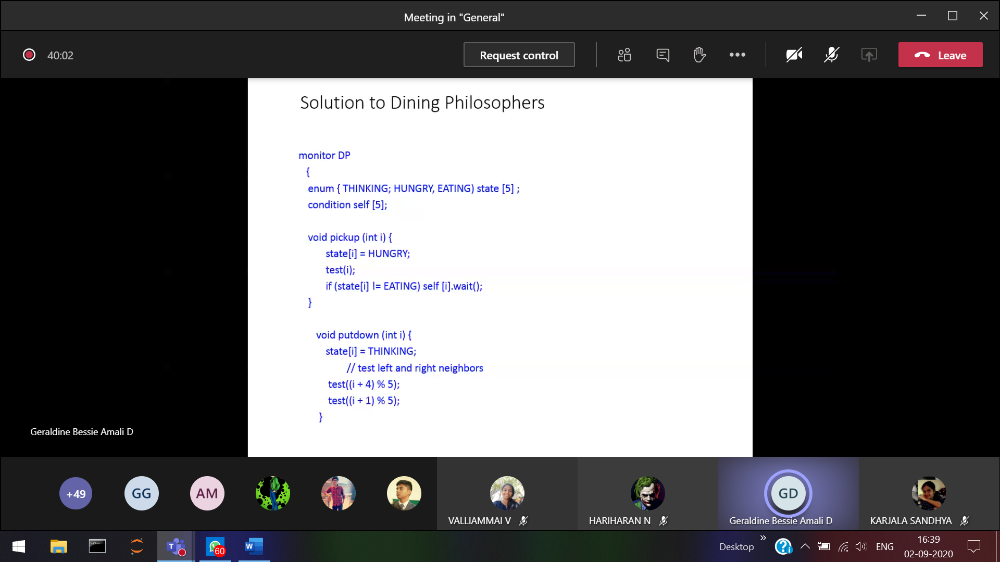 Meeting in "General"
40:02
Request control
Leave
Solution to Dining Philosophers
monitor DP
{
enum { THINKING; HUNGRY, EATING) state [5] ;
condition self [5];
void pickup (int i) {
state[i] = HUNGRY;
test(i);
if (state[i] != EATING) self [i].wait();
}
void putdown (int i) {
state[i] = THINKING;
// test left and right neighbors
test((i + 4) % 5);
test((i + 1) % 5);
}
Geraldine Bessie Amali D
+49
GG
AM
GD
VALLIAMMAI V
HARIHARAN N
Geraldine Bessie Amali D
KARJALA SANDHYA
T
60
W
Desktop
ENG
16:39
02-09-2020